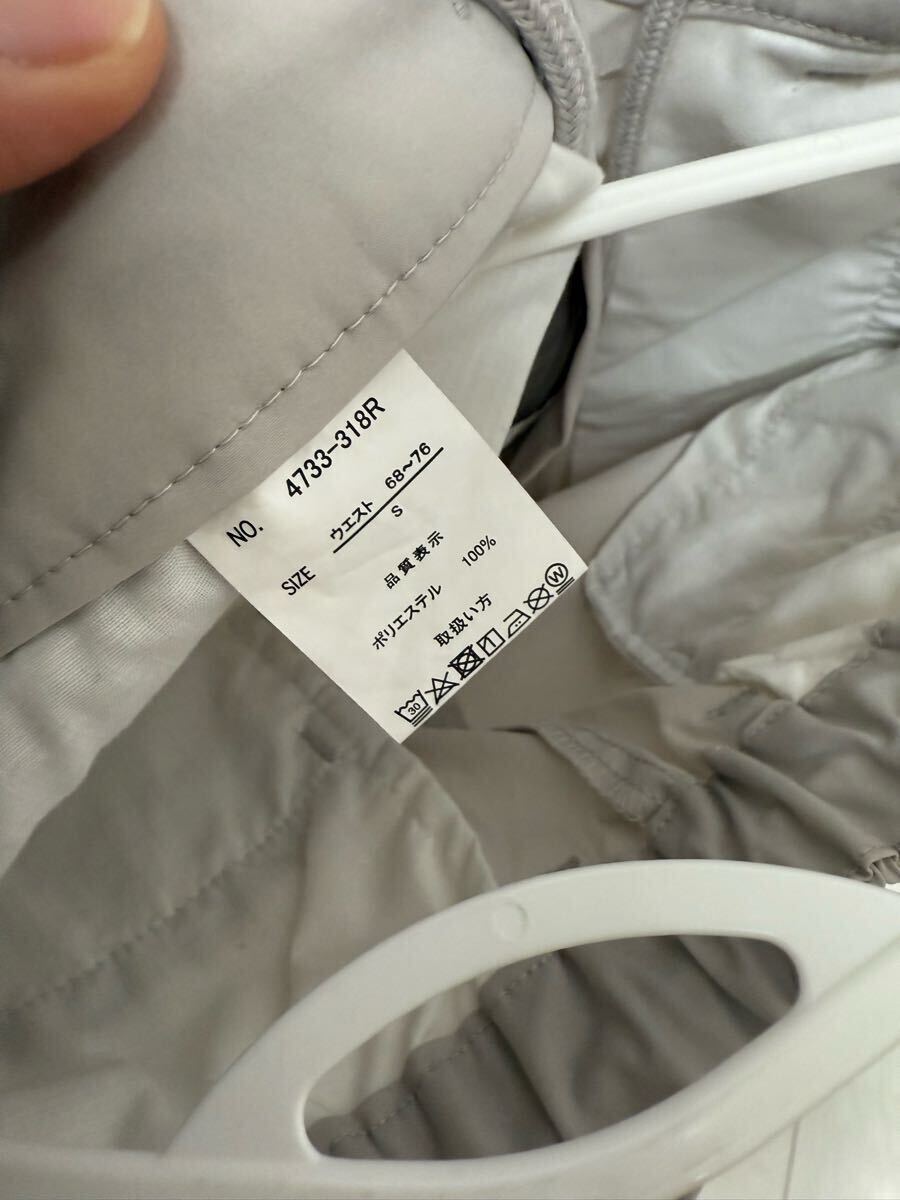 NO. 4733-318R
SIZE ウエスト 68～76
S
品質表示
ポリエステル 100%
取扱い方
30 W